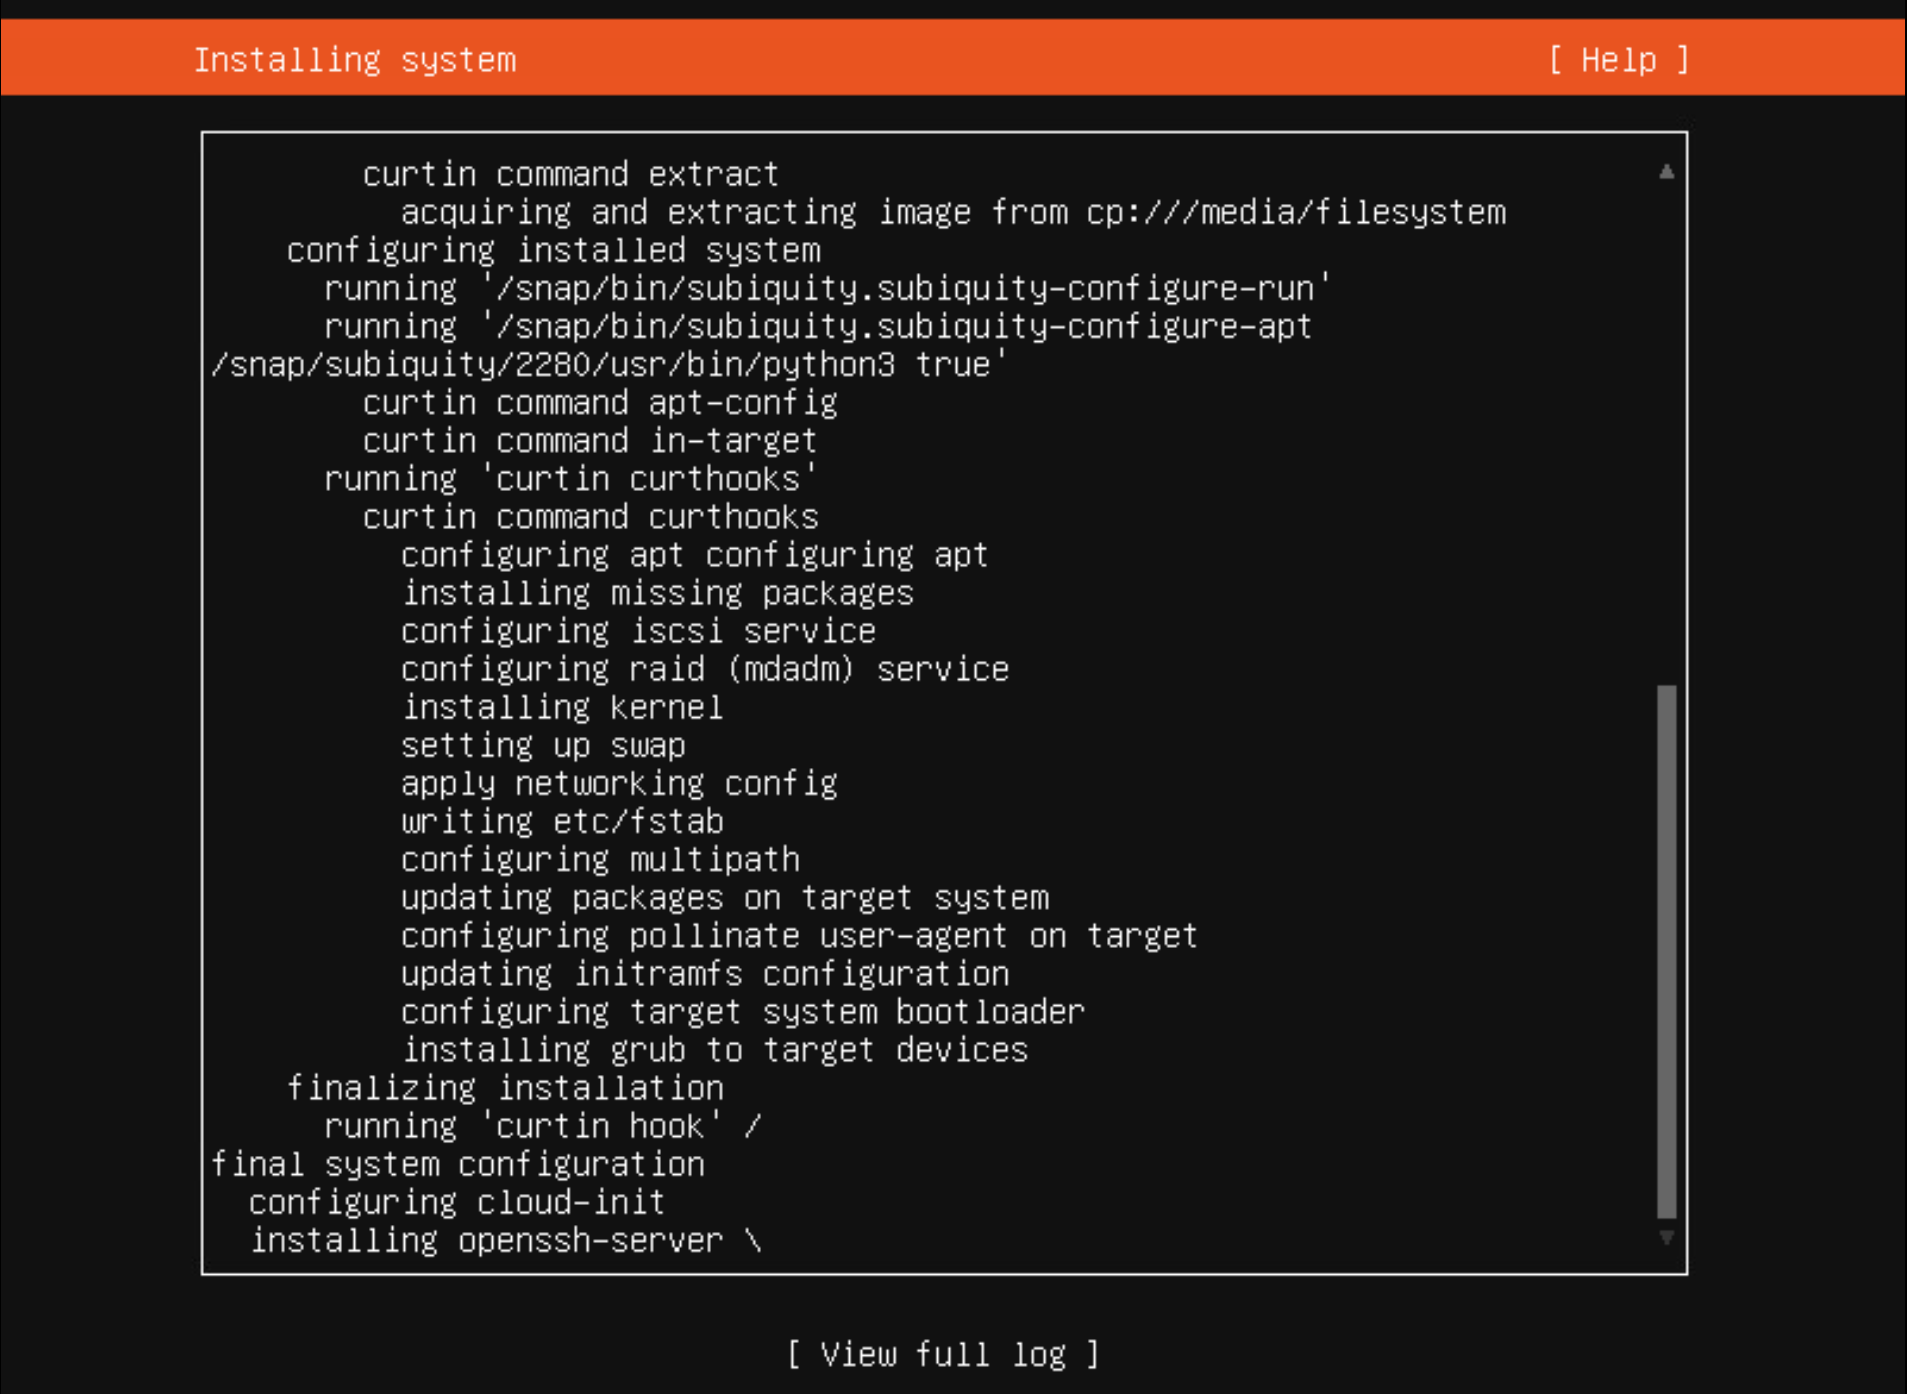 Installing system
[ Help ]
curtin command extract
acquiring and extracting image from cp:///media/filesystem
configuring installed system
running '/snap/bin/subiquity.subiquity-configure-run'
running '/snap/bin/subiquity.subiquity-configure-apt
/snap/subiquity/2280/usr/bin/python3 true'
curtin command apt-config
curtin command in-target
running 'curtin curthooks'
curtin command curthooks
configuring apt configuring apt
installing missing packages
configuring iscsi service
configuring raid (mdadm) service
installing kernel
setting up swap
apply networking config
writing etc/fstab
configuring multipath
updating packages on target system
configuring pollinate user-agent on target
updating initramfs configuration
configuring target system bootloader
installing grub to target devices
finalizing installation
running 'curtin hook' /
final system configuration
configuring cloud-init
installing openssh-server \
[ View full log ]